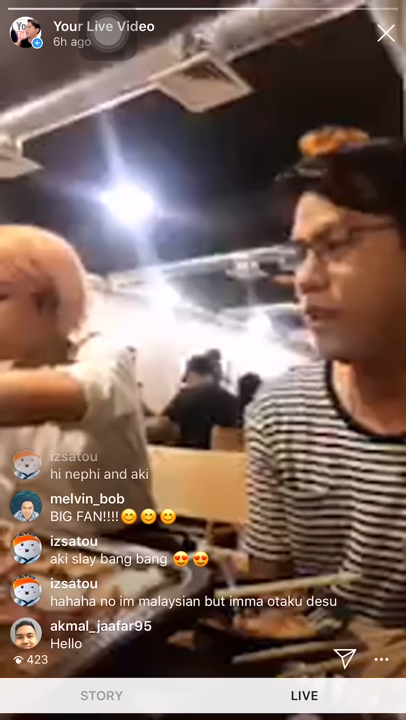 Your Live Video
6h ago
izsatou
hi nephi and aki
melvin_bob
BIG FAN!!!!😊😊😊
izsatou
aki slay bang bang 😍😍
izsatou
hahaha no im malaysian but imma otaku desu
akmal_jaafar95
Hello
423
STORY
LIVE